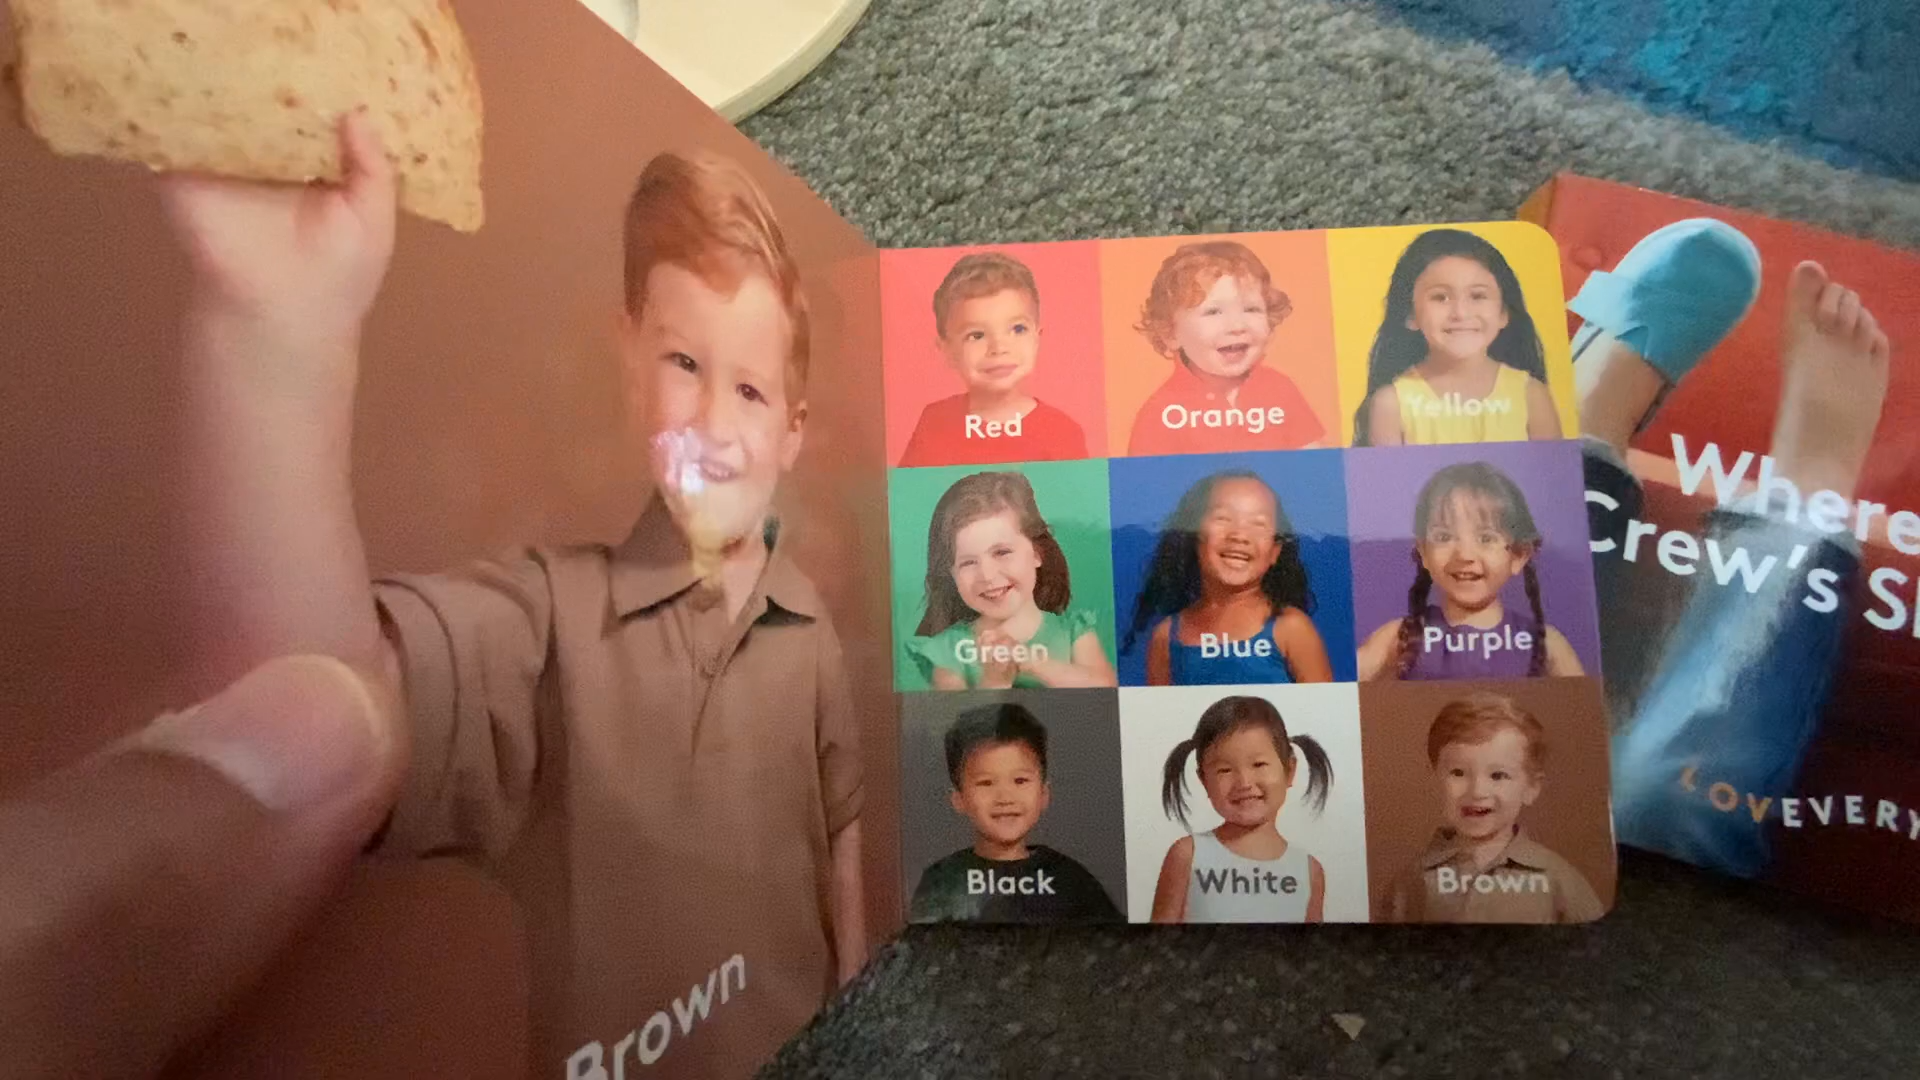 Brown
Red
Orange
Yellow
Green
Blue
Purple
Black
White
Brown
Where
Crew's
LOVEVERY